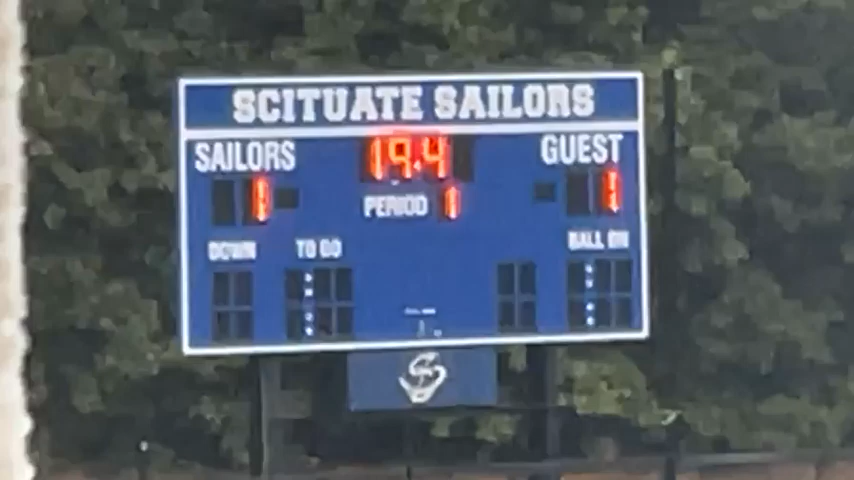 SCITUATE SAILORS
SAILORS 19.4 GUEST
1 PERIOD 1 1
DOWN TO GO BALL ON